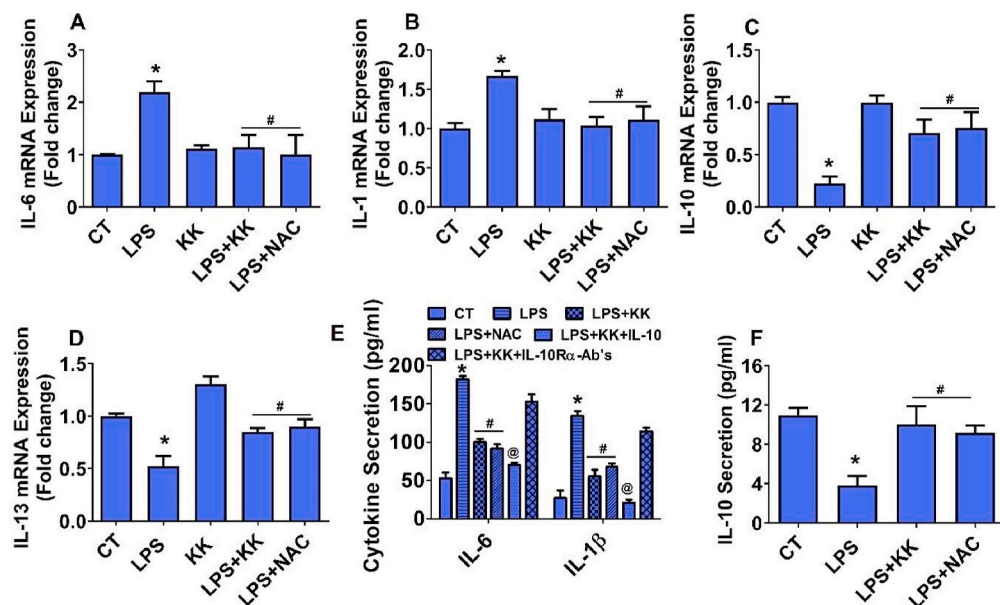 A
IL-6 mRNA Expression
(Fold change)
3
2
1
0
*
#
CT
LPS
KK
LPS+KK
LPS+NAC
B
IL-1 mRNA Expression
(Fold change)
2.0
1.5
1.0
0.5
0.0
*
#
CT
LPS
KK
LPS+KK
LPS+NAC
C
IL-10 mRNA Expression
(Fold change)
1.5
1.0
0.5
0.0
*
#
CT
LPS
KK
LPS+KK
LPS+NAC
D
IL-13 mRNA Expression
(Fold change)
1.5
1.0
0.5
0.0
*
#
CT
LPS
KK
LPS+KK
LPS+NAC
E
CT LPS LPS+KK
LPS+NAC LPS+KK+IL-10
LPS+KK+IL-10Rα-Ab's
Cytokine Secretion (pg/ml)
200
150
100
50
0
*
#
@
*
#
@
IL-6
IL-1β
F
IL-10 Secretion (pg/ml)
16
12
8
4
0
*
#
CT
LPS
LPS+KK
LPS+NAC